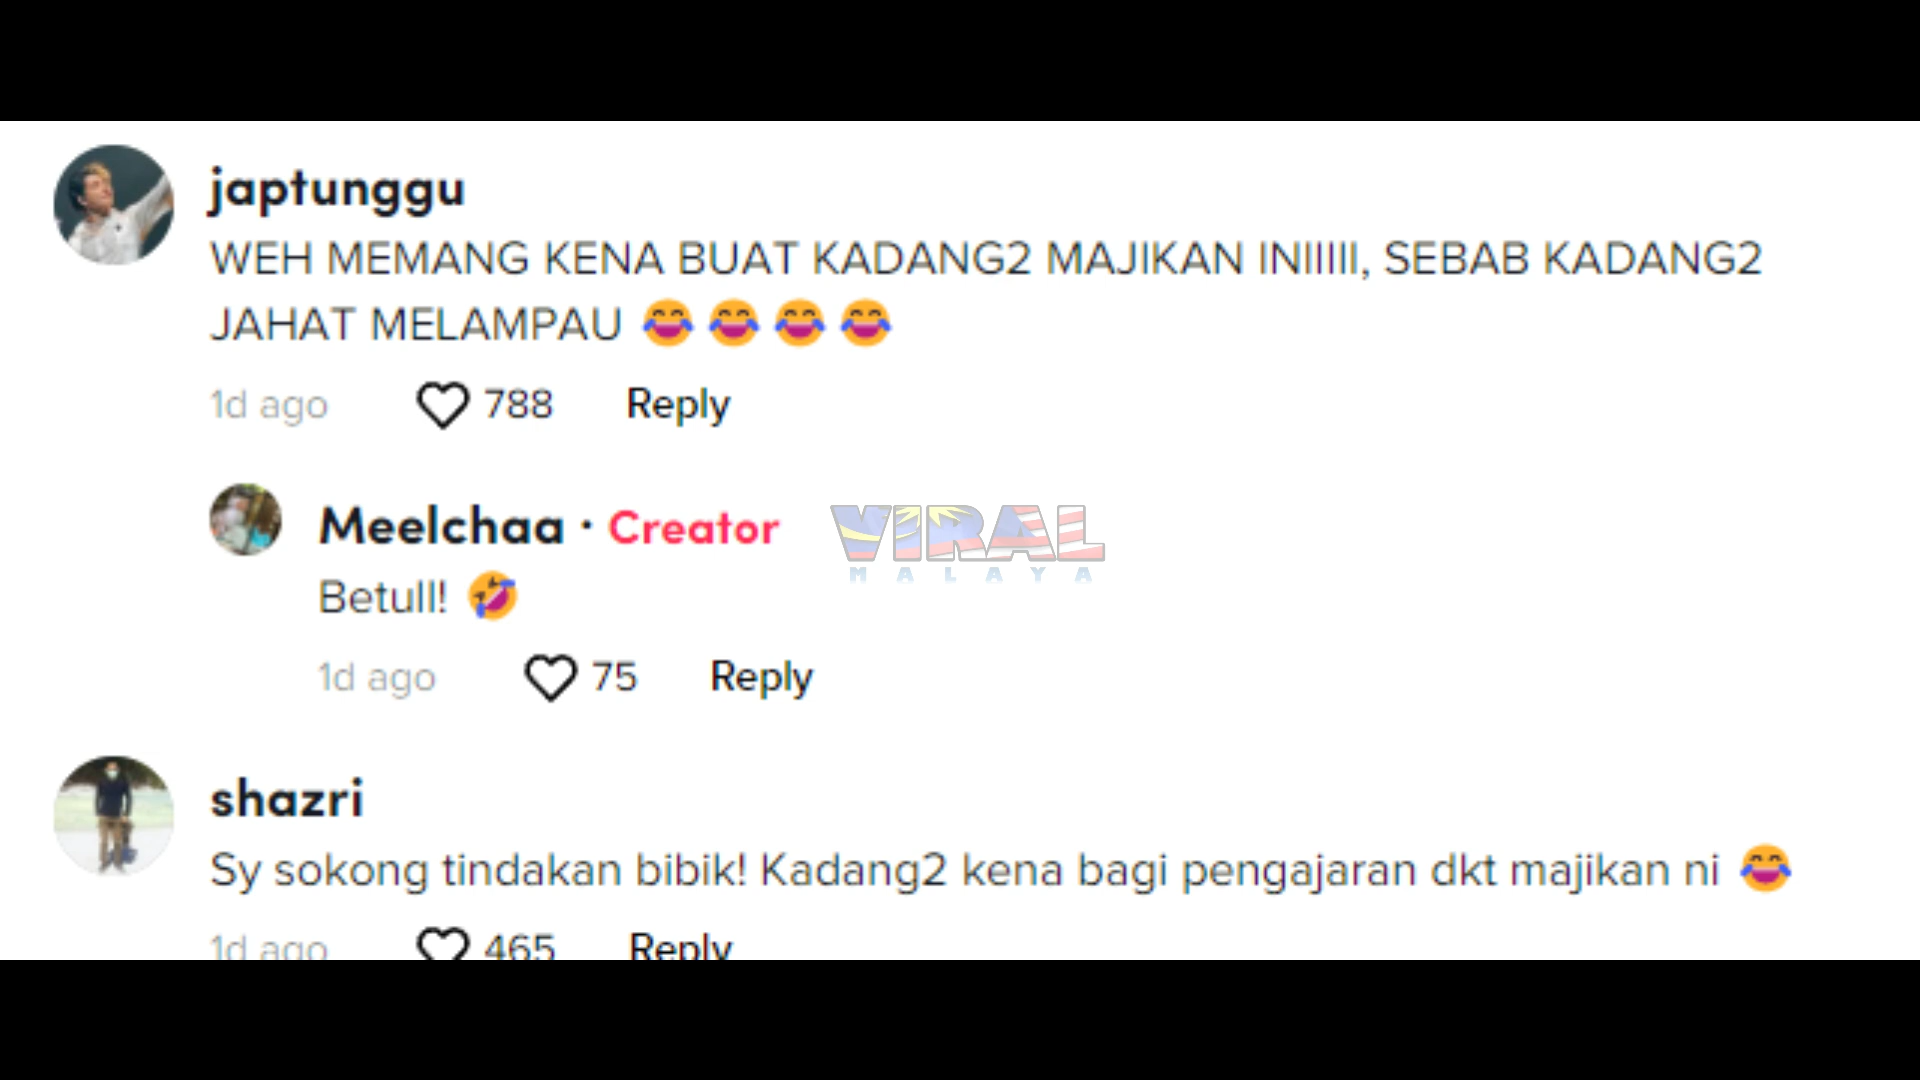 japtunggu
WEH MEMANG KENA BUAT KADANG2 MAJIKAN INIIIII, SEBAB KADANG2
JAHAT MELAMPAU 😂 😂 😂 😂
1d ago 788 Reply
Meelchaa · Creator
Betull! 🤣
1d ago 75 Reply
VIRAL
MALAYA
shazri
Sy sokong tindakan bibik! Kadang2 kena bagi pengajaran dkt majikan ni 😂
1d ago 465 Reply